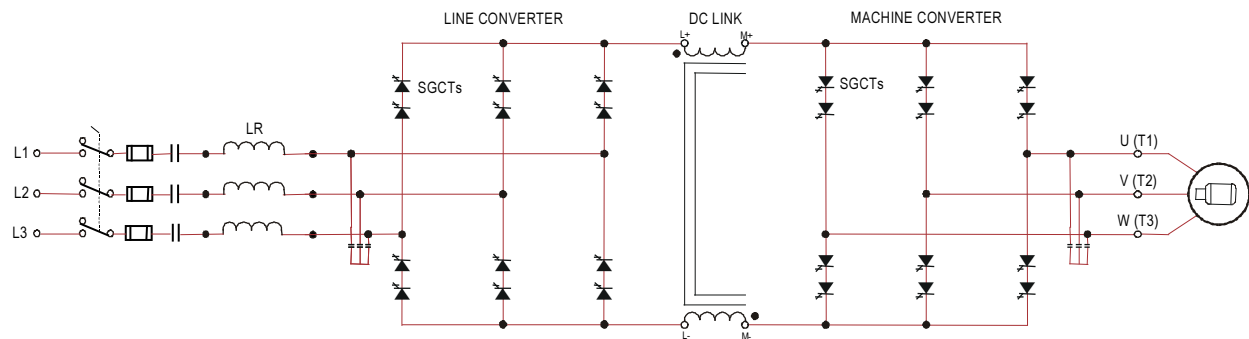 LINE CONVERTER
DC LINK
MACHINE CONVERTER
L+
M+
SGCTs
SGCTs
LR
L1
L2
L3
U (T1)
V (T2)
W (T3)
L-
M-